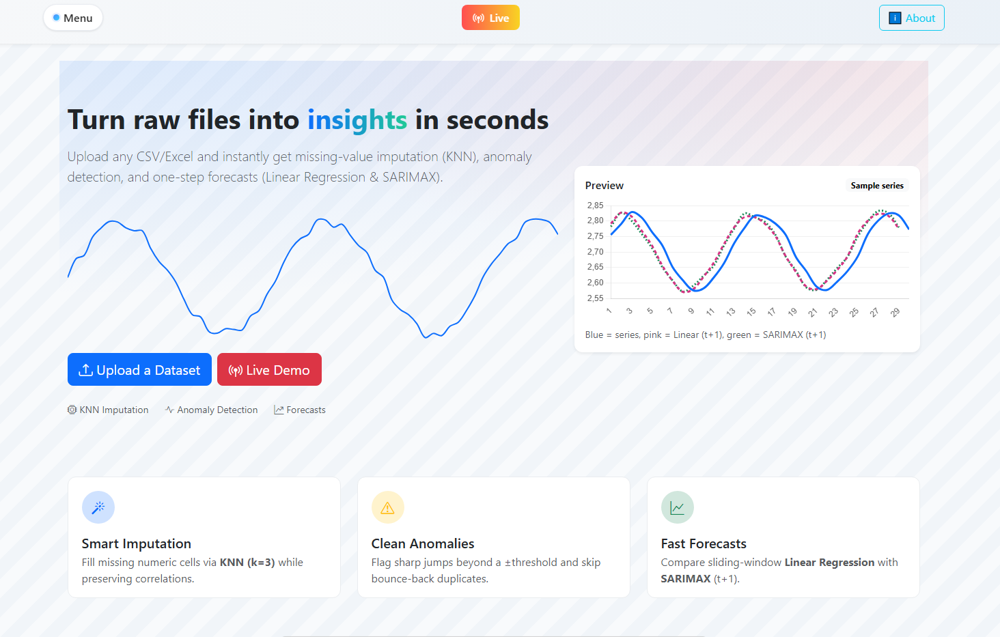 Menu
Live
i About
Turn raw files into insights in seconds
Upload any CSV/Excel and instantly get missing-value imputation (KNN), anomaly
detection, and one-step forecasts (Linear Regression & SARIMAX).
Preview
Sample series
2,85
2,80
2,75
2,70
2,65
2,60
2,55
1 3 5 7 9 11 13 15 17 19 21 23 25 27 29
Blue = series, pink = Linear (t+1), green = SARIMAX (t+1)
Upload a Dataset
Live Demo
KNN Imputation
Anomaly Detection
Forecasts
Smart Imputation
Fill missing numeric cells via KNN (k=3) while
preserving correlations.
Clean Anomalies
Flag sharp jumps beyond a ±threshold and skip
bounce-back duplicates.
Fast Forecasts
Compare sliding-window Linear Regression with
SARIMAX (t+1).